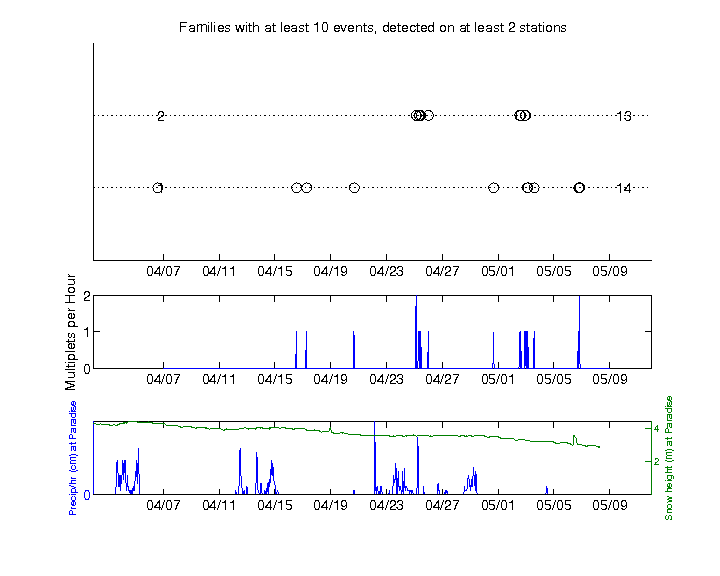 Families with at least 10 events, detected on at least 2 stations
2 13
1 14
04/07 04/11 04/15 04/19 04/23 04/27 05/01 05/05 05/09
Multiplets per Hour
2
1
0
04/07 04/11 04/15 04/19 04/23 04/27 05/01 05/05 05/09
Precip/hr (cm) at Paradise
0
4
2
Snow height (m) at Paradise
04/07 04/11 04/15 04/19 04/23 04/27 05/01 05/05 05/09